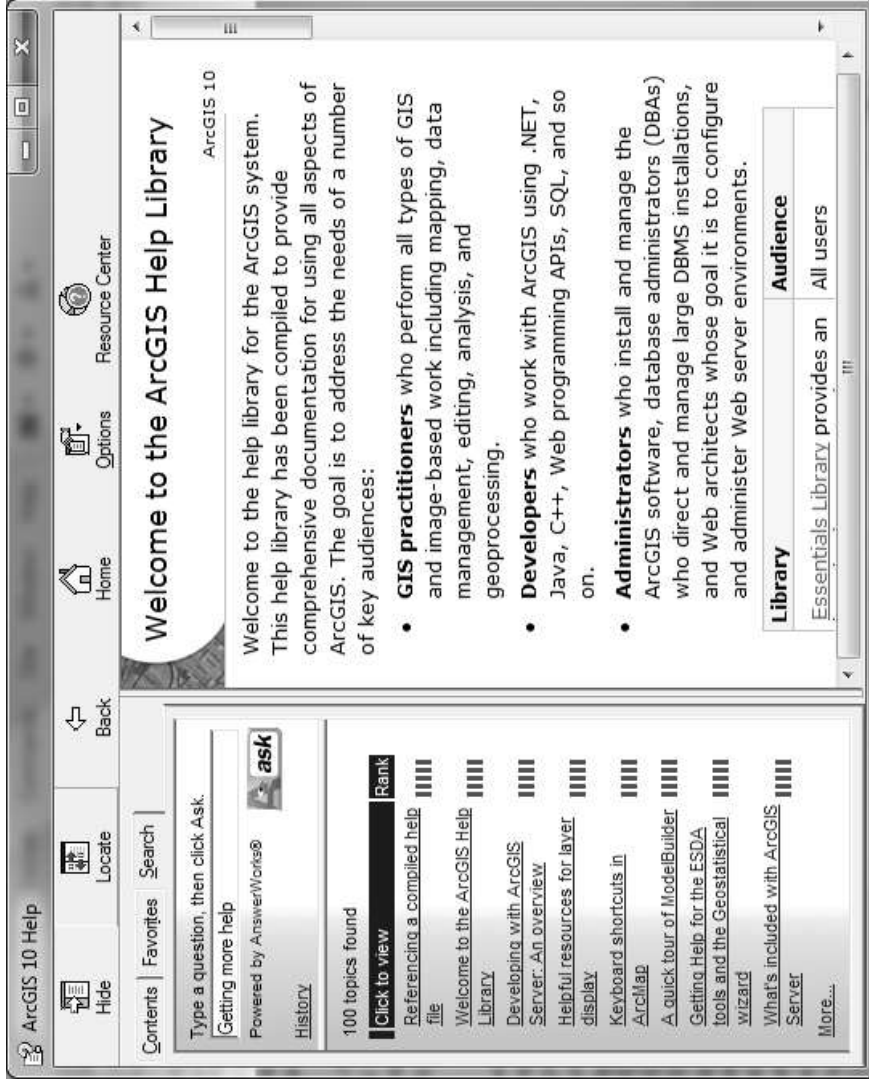 ArcGIS 10 Help
Hide
Locate
Back
Home
Options
Resource Center
Contents
Favorites
Search
Type a question, then click Ask.
Getting more help
Powered by AnswerWorks®
ask
History
100 topics found
Click to view
Rank
Referencing a compiled help
file
Welcome to the ArcGIS Help
Library
Developing with ArcGIS
Server: An overview
Helpful resources for layer
display
Keyboard shortcuts in
ArcMap
A quick tour of ModelBuilder
Getting Help for the ESDA
tools and the Geostatistical
wizard
What's included with ArcGIS
Server
More...
Welcome to the ArcGIS Help Library
ArcGIS 10
Welcome to the help library for the ArcGIS system.
This help library has been compiled to provide
comprehensive documentation for using all aspects of
ArcGIS. The goal is to address the needs of a number
of key audiences:
• GIS practitioners who perform all types of GIS
and image-based work including mapping, data
management, editing, analysis, and
geoprocessing.
• Developers who work with ArcGIS using .NET,
Java, C++, Web programming APIs, SQL, and so
on.
• Administrators who install and manage the
ArcGIS software, database administrators (DBAs)
who direct and manage large DBMS installations,
and Web architects whose goal it is to configure
and administer Web server environments.
Library
Audience
Essentials Library provides an
All users